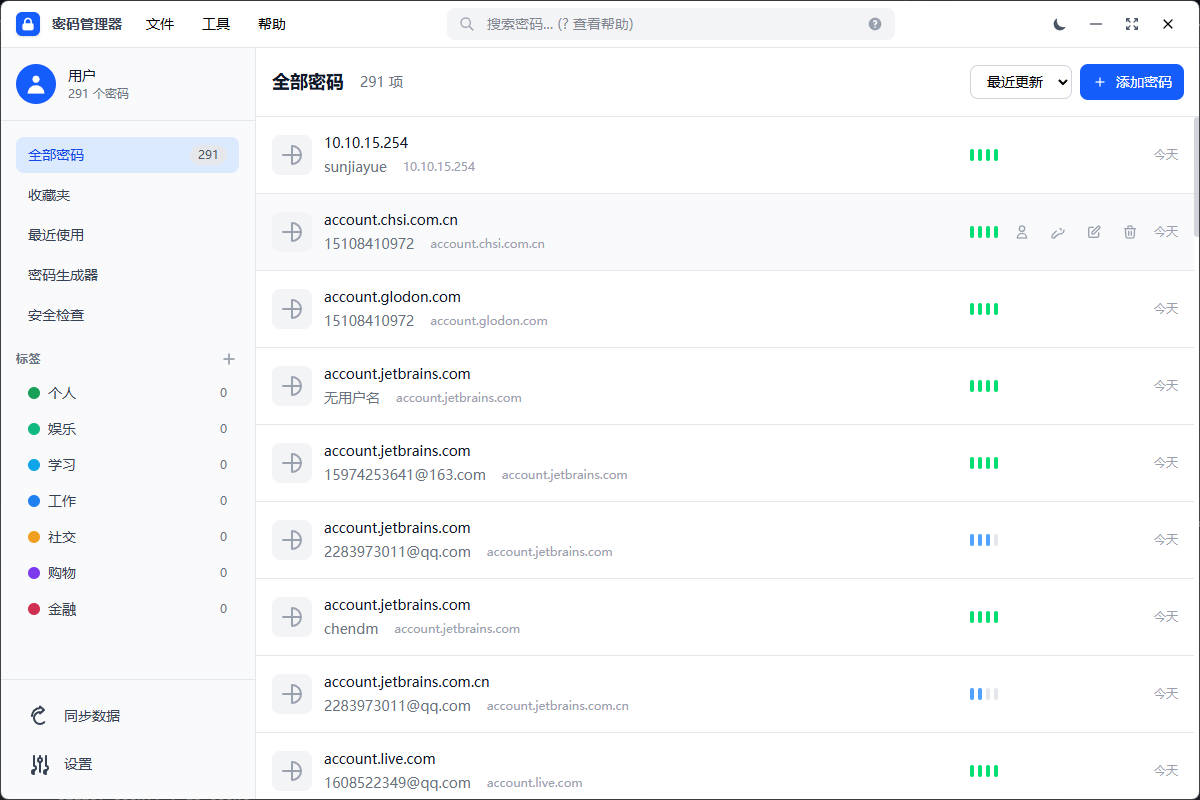 密码管理器 文件 工具 帮助 搜索密码... (? 查看帮助)
用户
291 个密码
全部密码 291
收藏夹
最近使用
密码生成器
安全检查
标签
个人 0
娱乐 0
学习 0
工作 0
社交 0
购物 0
金融 0
同步数据
设置
全部密码 291 项 最近更新 + 添加密码
10.10.15.254
sunjiayue 10.10.15.254 今天
account.chsi.com.cn
15108410972 account.chsi.com.cn 今天
account.glodon.com
15108410972 account.glodon.com 今天
account.jetbrains.com
无用户名 account.jetbrains.com 今天
account.jetbrains.com
15974253641@163.com account.jetbrains.com 今天
account.jetbrains.com
2283973011@qq.com account.jetbrains.com 今天
account.jetbrains.com
chendm account.jetbrains.com 今天
account.jetbrains.com.cn
2283973011@qq.com account.jetbrains.com.cn 今天
account.live.com
1608522349@qq.com account.live.com 今天